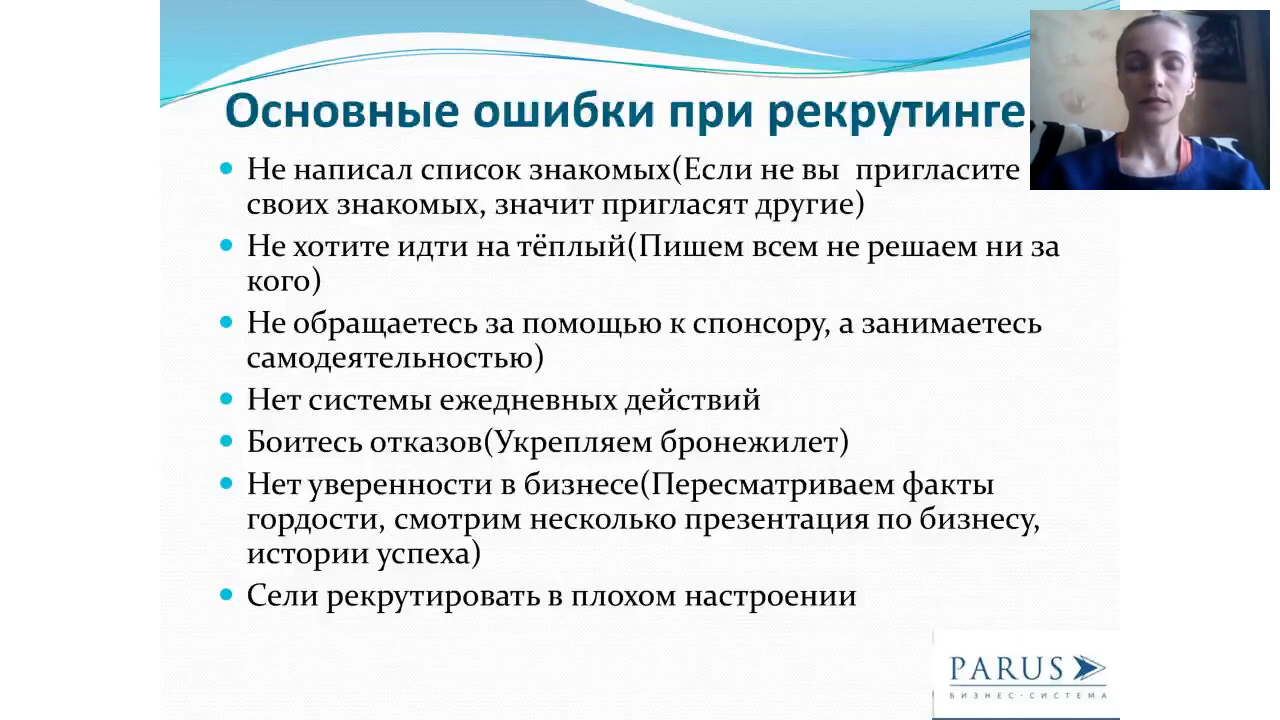 Основные ошибки при рекрутинге
Не написал список знакомых(Если не вы пригласите
своих знакомых, значит пригласят другие)
Не хотите идти на тёплый(Пишем всем не решаем ни за
кого)
Не обращаетесь за помощью к спонсору, а занимаетесь
самодеятельностью)
Нет системы ежедневных действий
Боитесь отказов(Укрепляем бронежилет)
Нет уверенности в бизнесе(Пересматриваем факты
гордости, смотрим несколько презентация по бизнесу,
истории успеха)
Сели рекрутировать в плохом настроении
PARUS
БИЗНЕС-СИСТЕМА